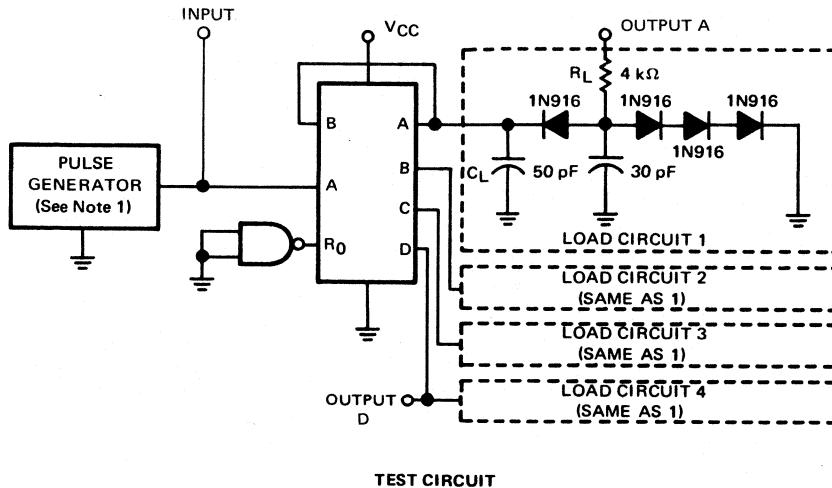 INPUT
VCC
OUTPUT A
RL 4 kΩ
1N916
1N916
1N916
1N916
B
A
PULSE
GENERATOR
(See Note 1)
A
B
CL
50 pF
30 pF
C
R0
D
LOAD CIRCUIT 1
LOAD CIRCUIT 2
(SAME AS 1)
LOAD CIRCUIT 3
(SAME AS 1)
LOAD CIRCUIT 4
(SAME AS 1)
OUTPUT
D
TEST CIRCUIT